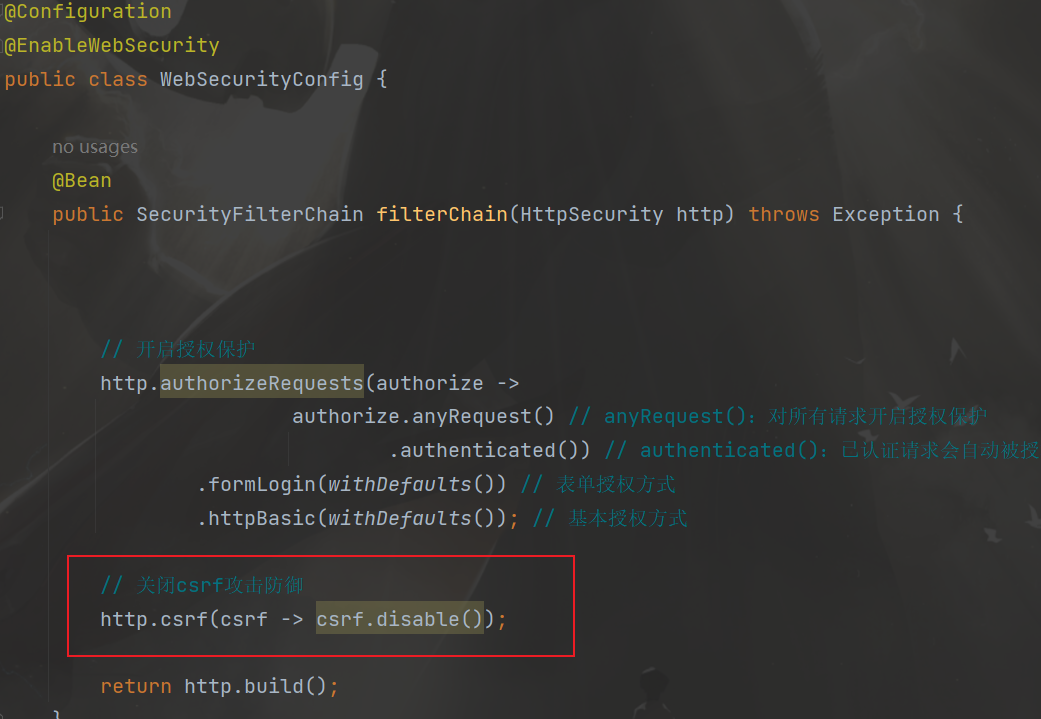 @Configuration
@EnableWebSecurity
public class WebSecurityConfig {
no usages
@Bean
public SecurityFilterChain filterChain(HttpSecurity http) throws Exception {
// 开启授权保护
http.authorizeRequests(authorize ->
authorize.anyRequest() // anyRequest(): 对所有请求开启授权保护
.authenticated()) // authenticated(): 已认证请求会自动被授
.formLogin(withDefaults()) // 表单授权方式
.httpBasic(withDefaults()); // 基本授权方式
// 关闭csrf攻击防御
http.csrf(csrf -> csrf.disable());
return http.build();
}